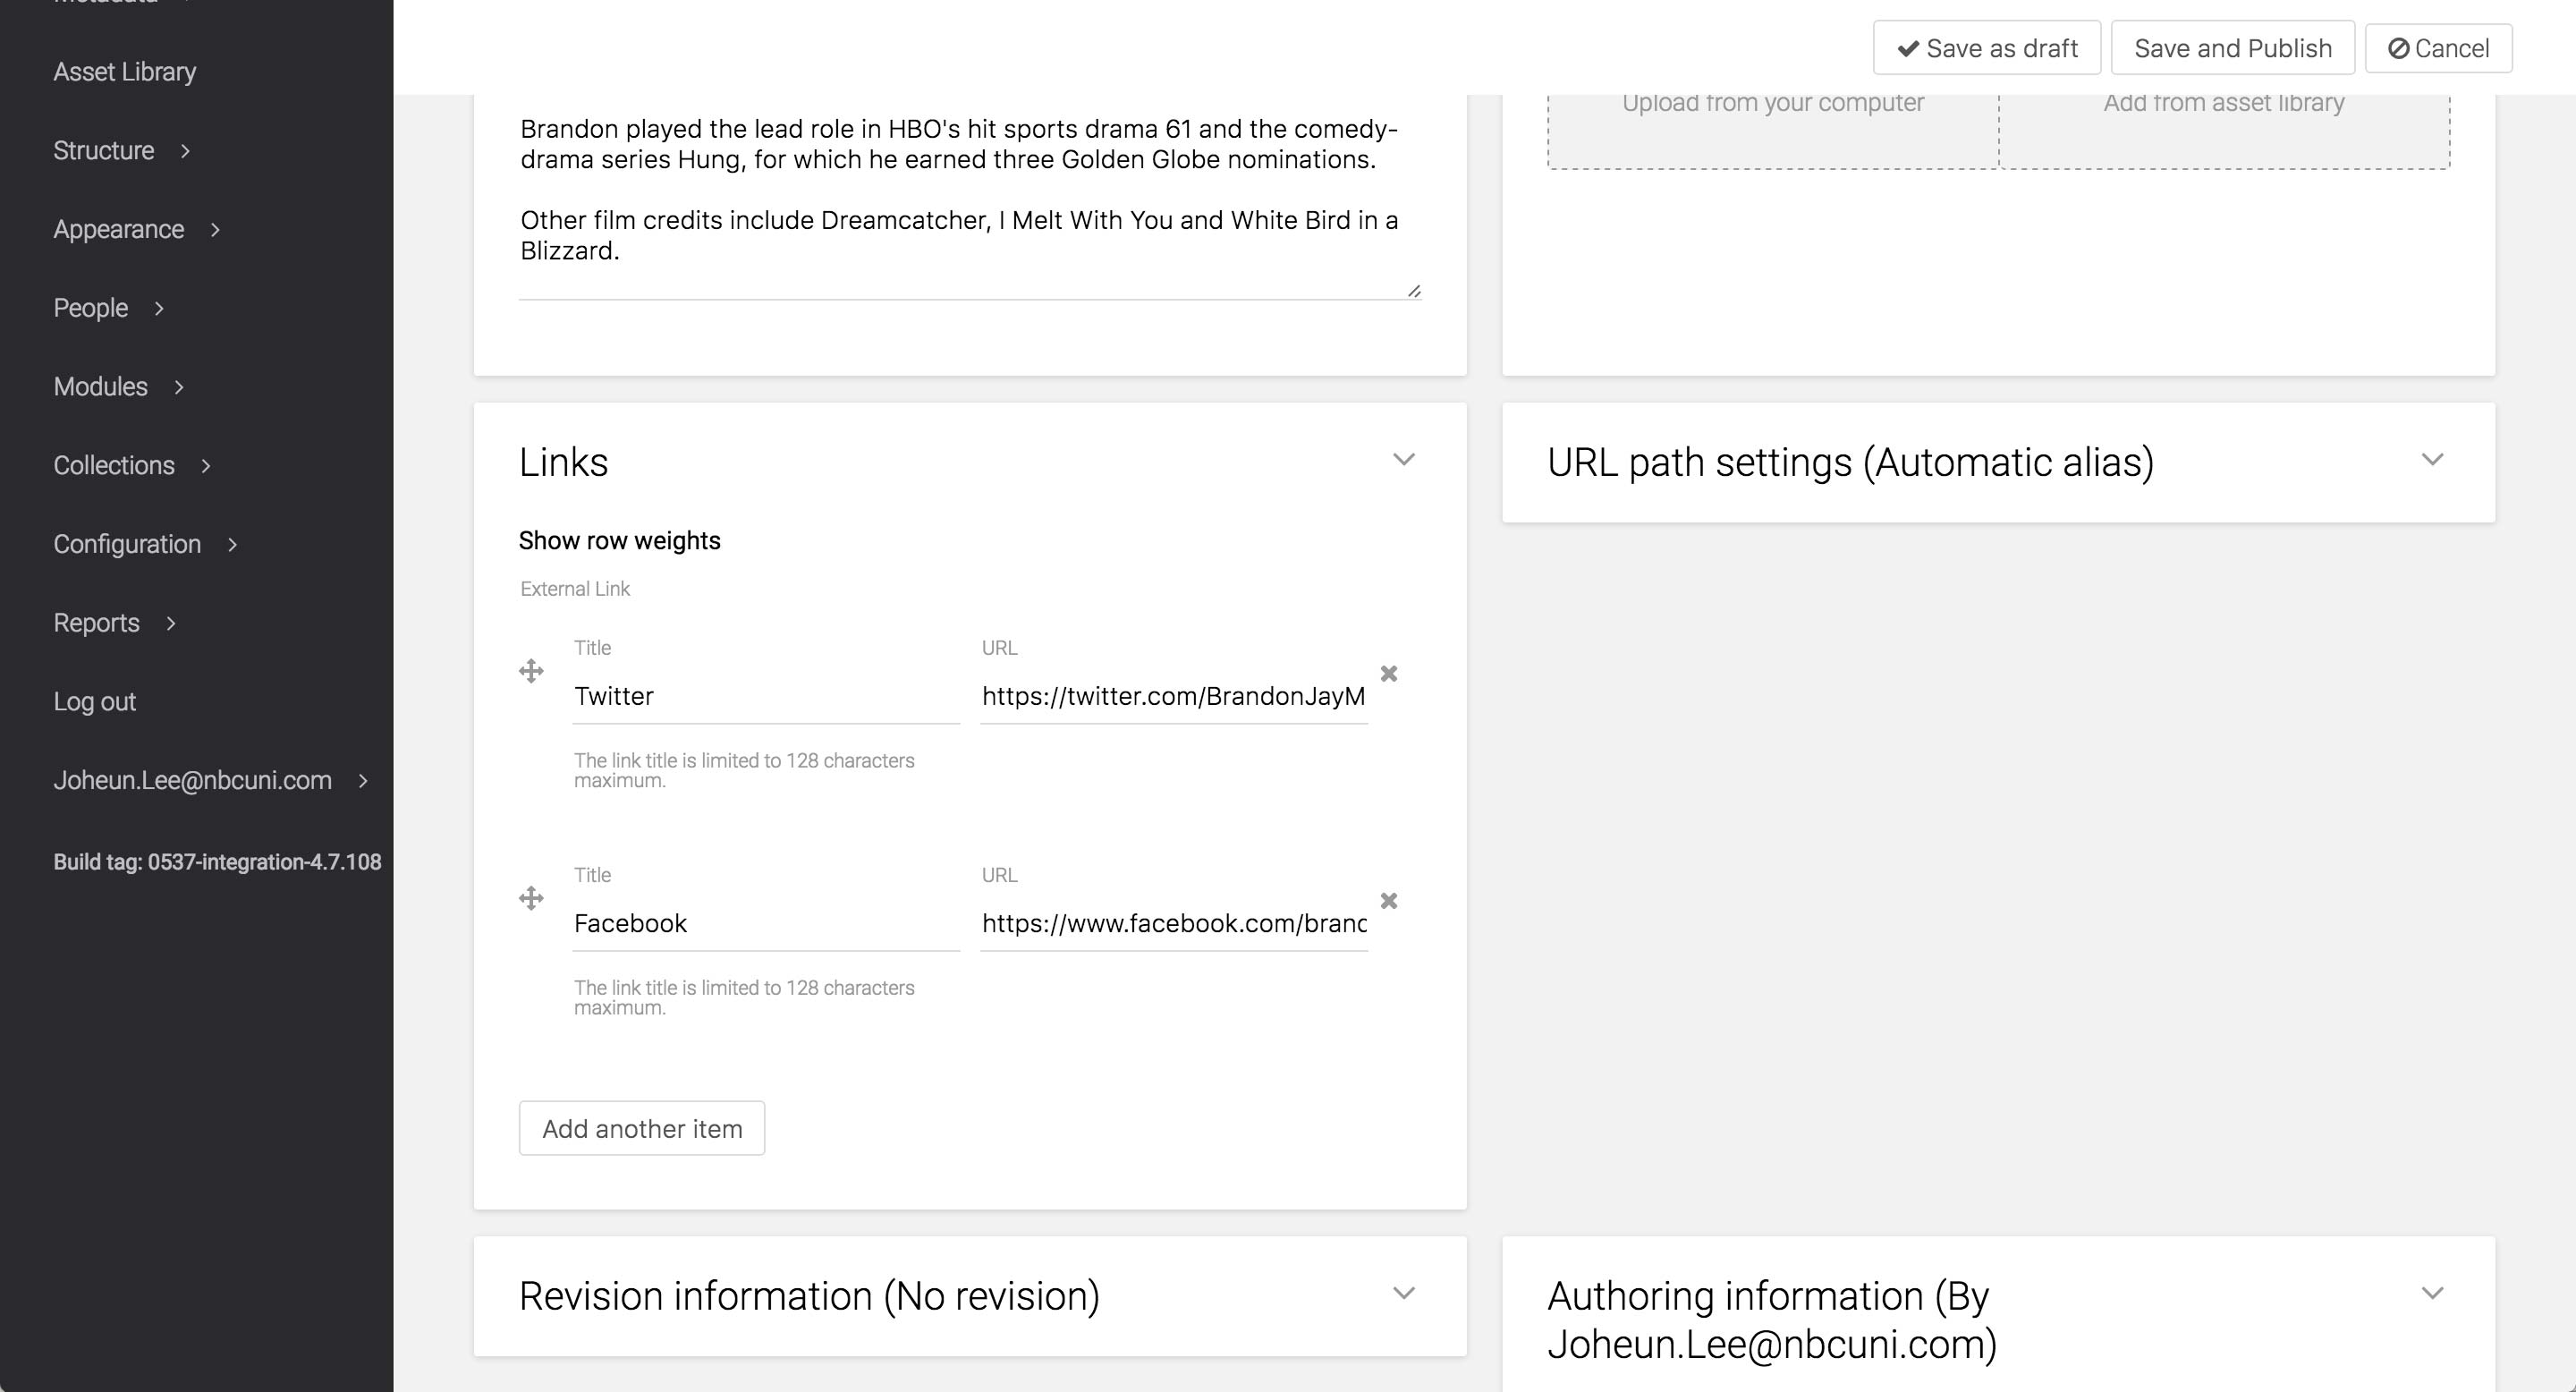 Asset Library
Structure
Appearance
People
Modules
Collections
Configuration
Reports
Log out
Joheun.Lee@nbcuni.com
Build tag: 0537-integration-4.7.108
Save as draft
Save and Publish
Cancel
Brandon played the lead role in HBO's hit sports drama 61 and the comedy-
drama series Hung, for which he earned three Golden Globe nominations.
Other film credits include Dreamcatcher, I Melt With You and White Bird in a
Blizzard.
Upload from your computer
Add from asset library
Links
Show row weights
External Link
Title
URL
Twitter
https://twitter.com/BrandonJayM
The link title is limited to 128 characters
maximum.
Title
URL
Facebook
https://www.facebook.com/branc
The link title is limited to 128 characters
maximum.
Add another item
URL path settings (Automatic alias)
Revision information (No revision)
Authoring information (By
Joheun.Lee@nbcuni.com)